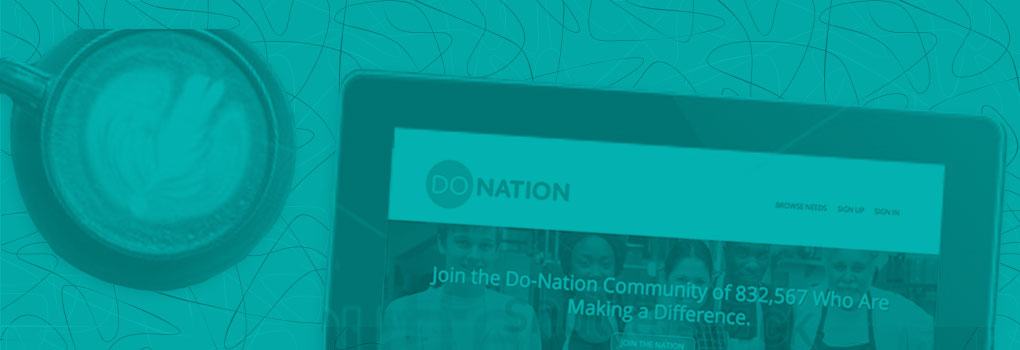 DO NATION
BROWSE NEEDS SIGN UP SIGN IN
Join the Do-Nation Community of 832,567 Who Are
Making a Difference.
JOIN THE NATION